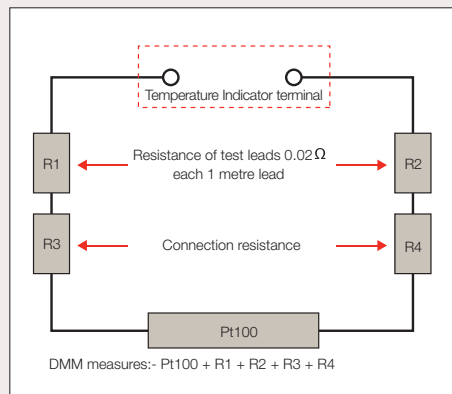 Temperature Indicator terminal
R1
Resistance of test leads 0.02Ω
each 1 metre lead
R2
R3
Connection resistance
R4
Pt100
DMM measures:- Pt100 + R1 + R2 + R3 + R4